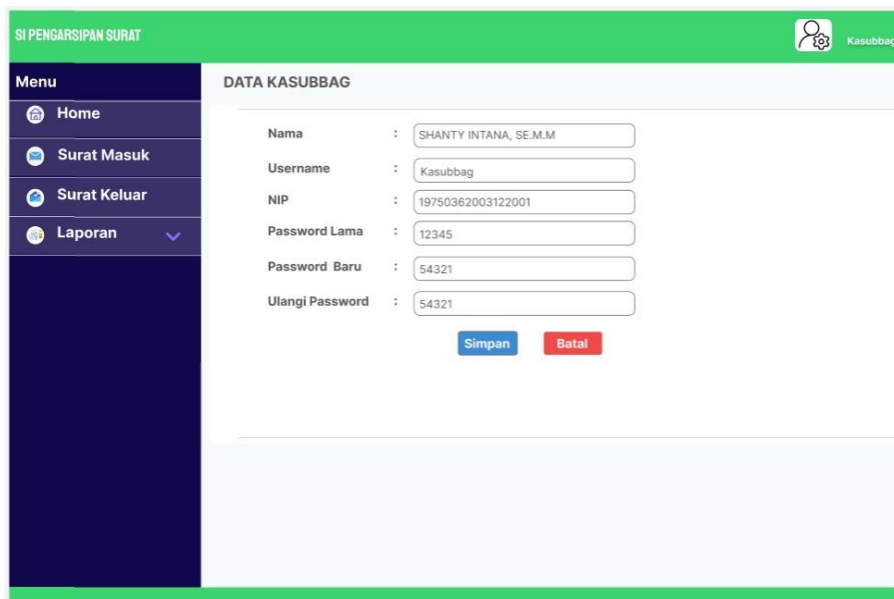 SI PENGARSIPAN SURAT
Kasubbag
Menu
Home
Surat Masuk
Surat Keluar
Laporan
DATA KASUBBAG
Nama : SHANTY INTANA, SE.M.M
Username : Kasubbag
NIP : 19750362003122001
Password Lama : 12345
Password Baru : 54321
Ulangi Password : 54321
Simpan Batal